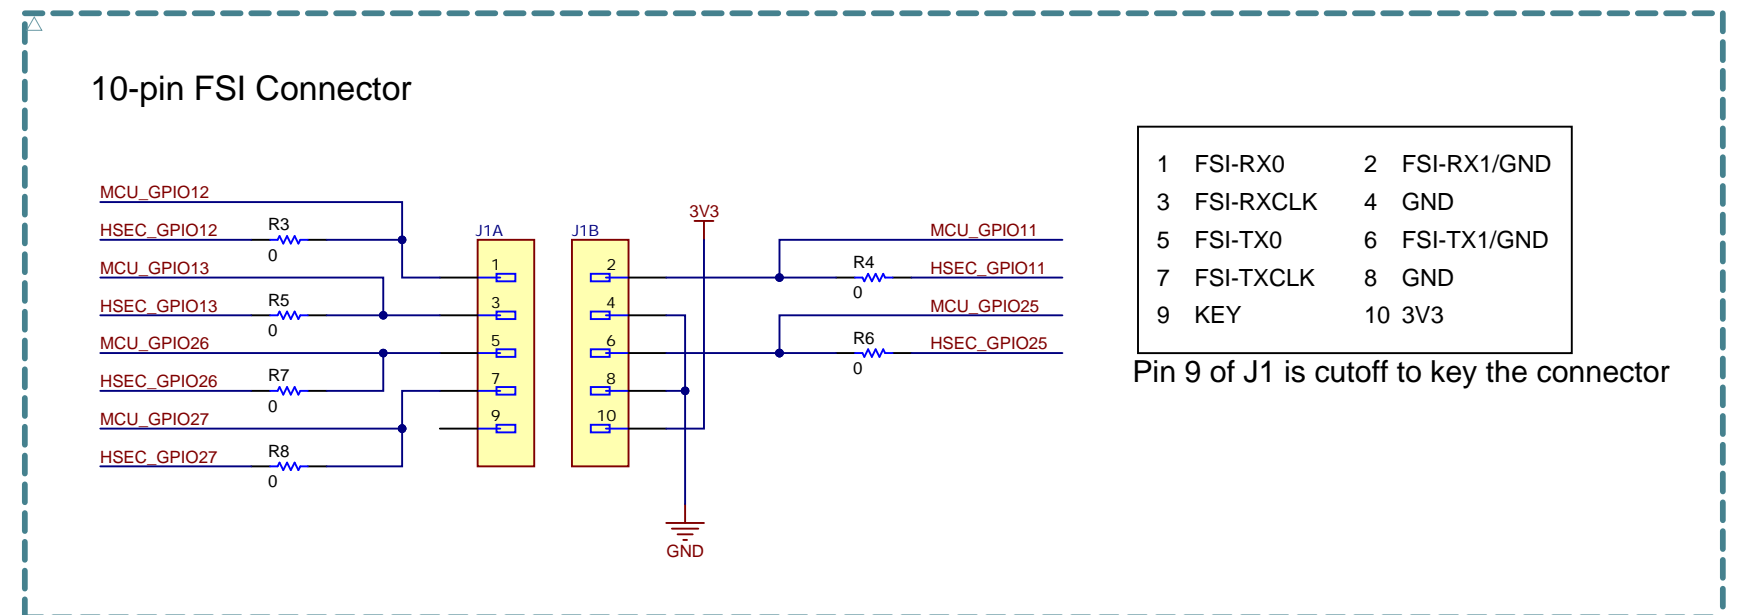 10-pin FSI Connector
MCU_GPIO12
HSEC_GPIO12
R3
0
MCU_GPIO13
HSEC_GPIO13
R5
0
MCU_GPIO26
HSEC_GPIO26
R7
0
MCU_GPIO27
HSEC_GPIO27
R8
0
J1A
1
3
5
7
9
J1B
2
4
6
8
10
3V3
GND
MCU_GPIO11
R4
0
HSEC_GPIO11
MCU_GPIO25
R6
0
HSEC_GPIO25
1 FSI-RX0 2 FSI-RX1/GND
3 FSI-RXCLK 4 GND
5 FSI-TX0 6 FSI-TX1/GND
7 FSI-TXCLK 8 GND
9 KEY 10 3V3
Pin 9 of J1 is cutoff to key the connector